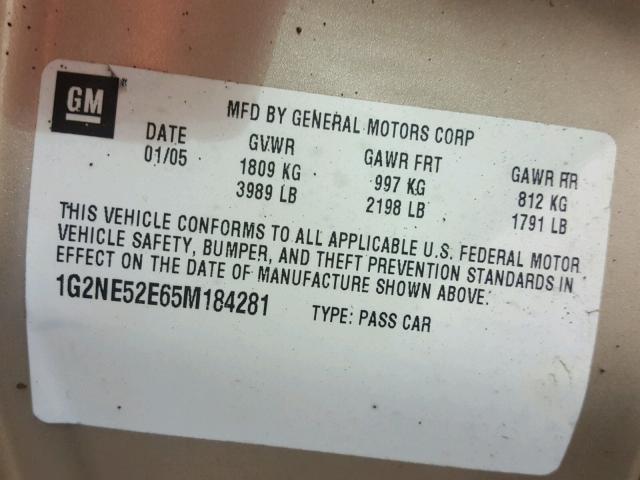 GM
MFD BY GENERAL MOTORS CORP
DATE GVWR GAWR FRT GAWR RR
01/05 1809 KG 997 KG 812 KG
3989 LB 2198 LB 1791 LB
THIS VEHICLE CONFORMS TO ALL APPLICABLE U.S. FEDERAL MOTOR
VEHICLE SAFETY, BUMPER, AND THEFT PREVENTION STANDARDS IN
EFFECT ON THE DATE OF MANUFACTURE SHOWN ABOVE.
1G2NE52E65M184281 TYPE: PASS CAR